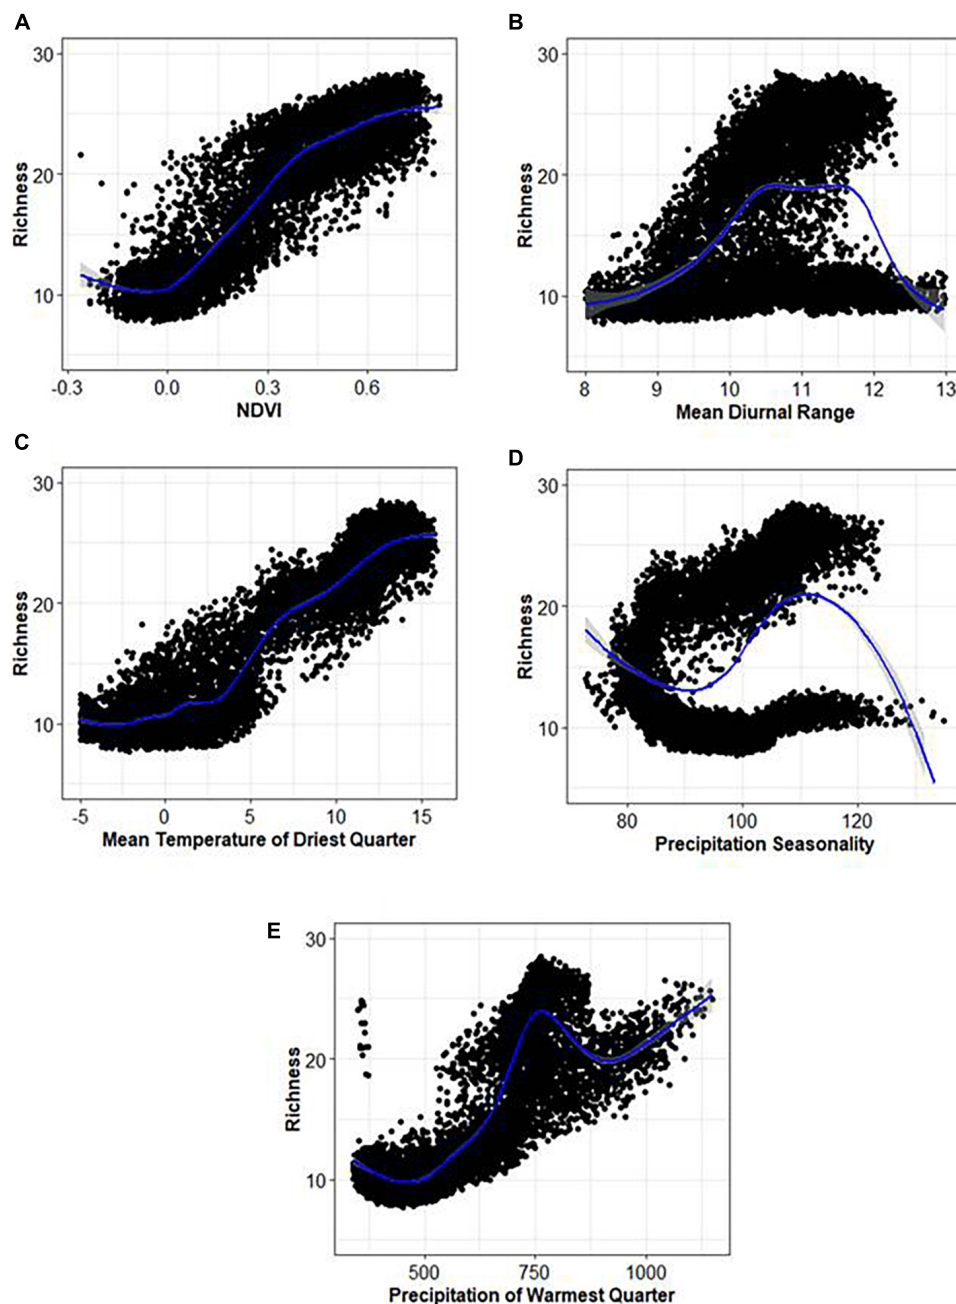 A
30
20
10
Richness
-0.3 0.0 0.3 0.6
NDVI
B
30
20
10
Richness
8 9 10 11 12 13
Mean Diurnal Range
C
30
20
10
Richness
-5 0 5 10 15
Mean Temperature of Driest Quarter
D
30
20
10
Richness
80 100 120
Precipitation Seasonality
E
30
20
10
Richness
500 750 1000
Precipitation of Warmest Quarter